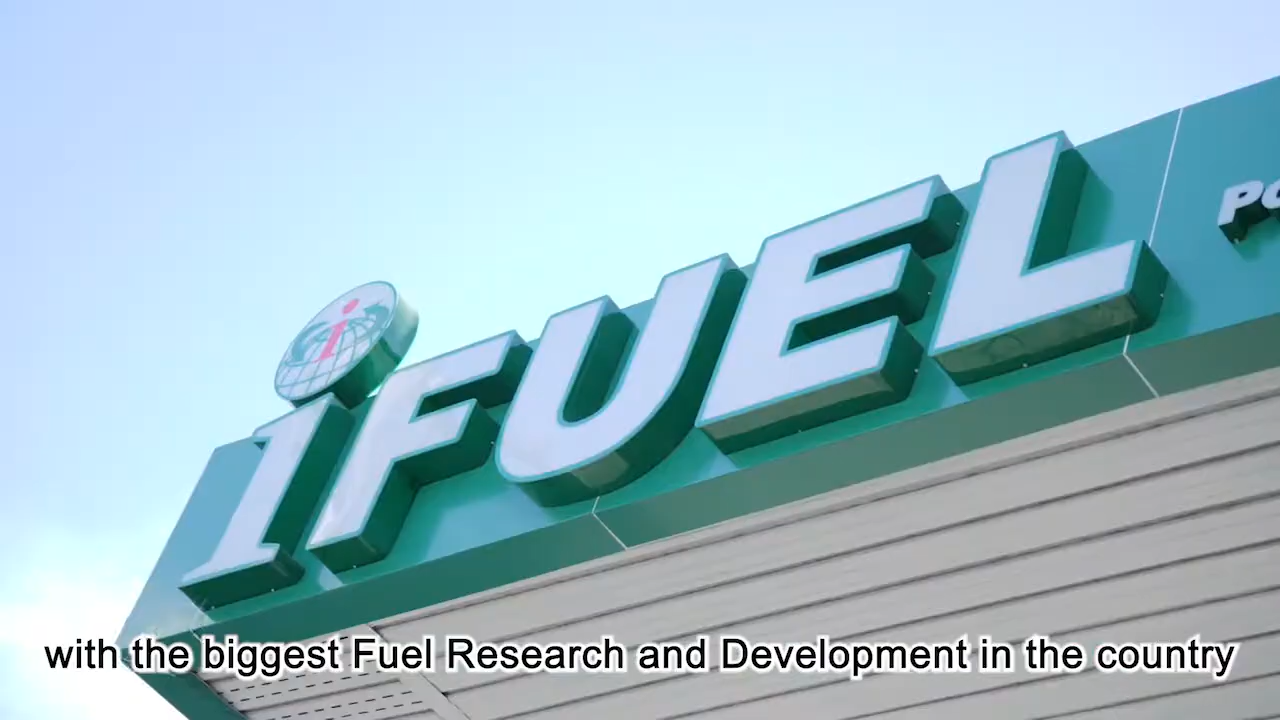 iFUEL
with the biggest Fuel Research and Development in the country